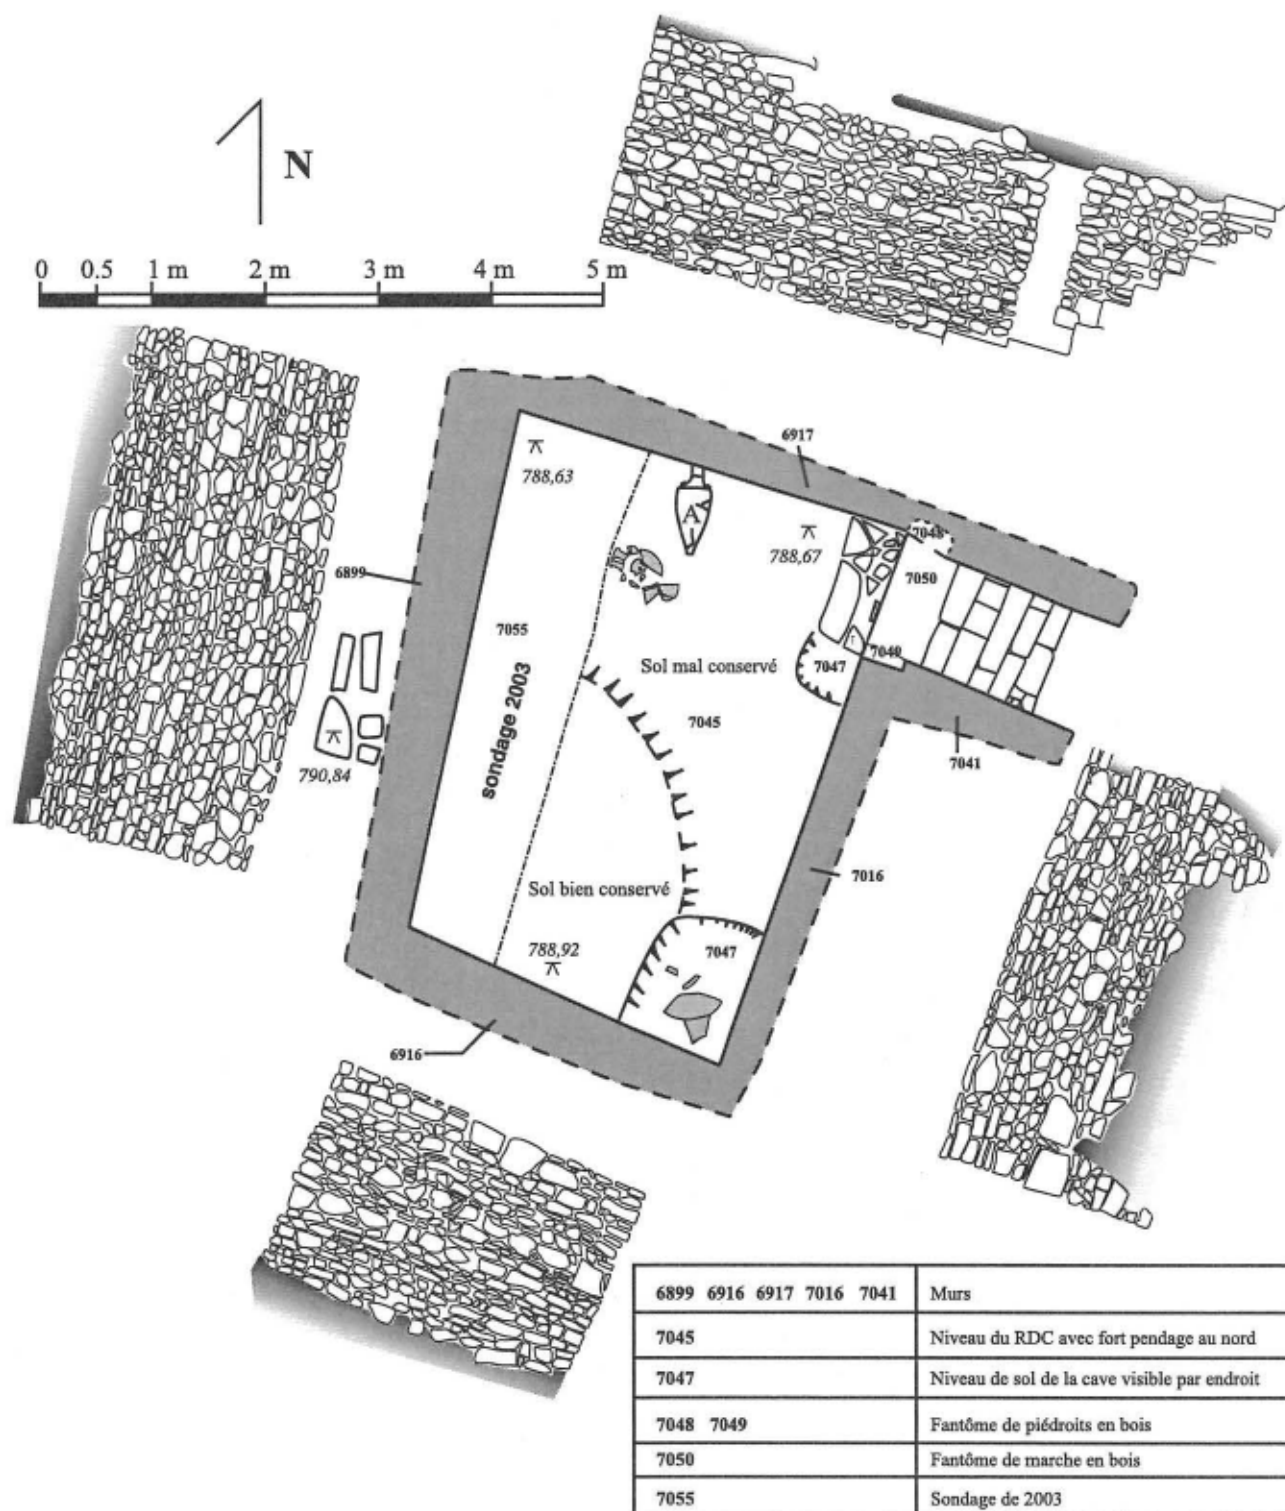 N
0 0.5 1 m 2 m 3 m 4 m 5 m
6917
788,63
A
788,67
7048
7050
6899
7055
Sol mal conservé
7047
7049
sondage 2003
7045
790,84
7041
7016
Sol bien conservé
788,92
7047
6916
6899 6916 6917 7016 7041 Murs
7045 Niveau du RDC avec fort pendage au nord
7047 Niveau de sol de la cave visible par endroit
7048 7049 Fantôme de piédroits en bois
7050 Fantôme de marche en bois
7055 Sondage de 2003